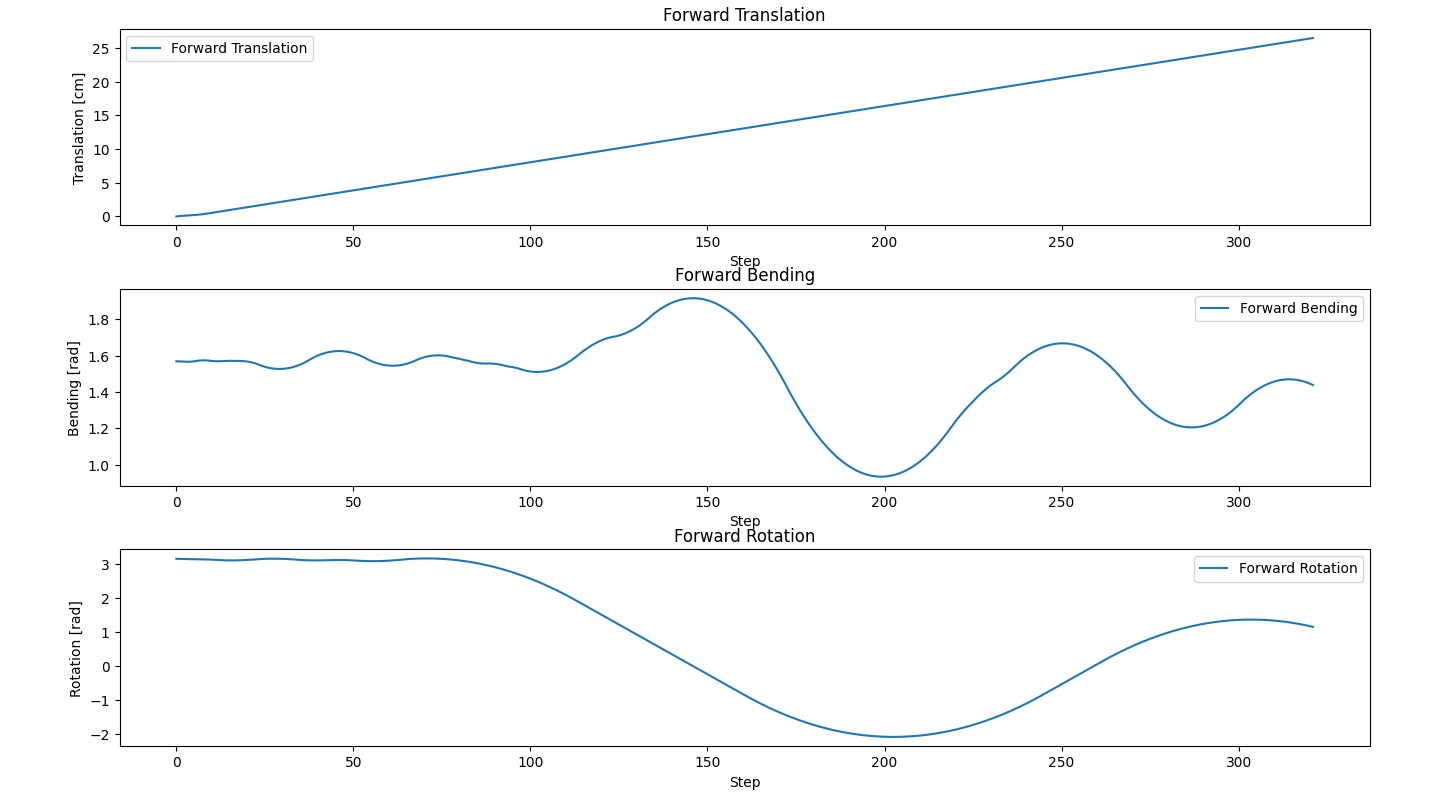 Forward Translation
Forward Translation
Translation [cm]
25
20
15
10
5
0
0 50 100 150 200 250 300
Step
Forward Bending
Forward Bending
Bending [rad]
1.8
1.6
1.4
1.2
1.0
0 50 100 150 200 250 300
Step
Forward Rotation
Forward Rotation
Rotation [rad]
3
2
1
0
−1
−2
0 50 100 150 200 250 300
Step